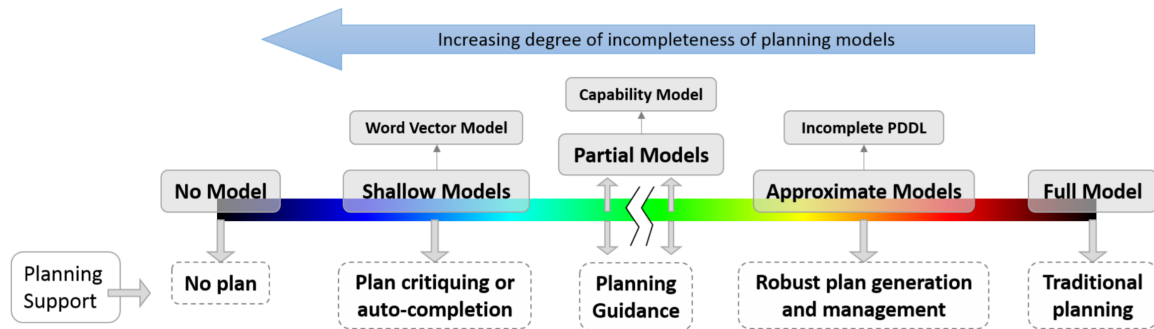 Increasing degree of incompleteness of planning models
Capability Model
Word Vector Model
Incomplete PDDL
Partial Models
No Model
Shallow Models
Approximate Models
Full Model
Planning
Support
No plan
Plan critiquing or
auto-completion
Planning
Guidance
Robust plan generation
and management
Traditional
planning